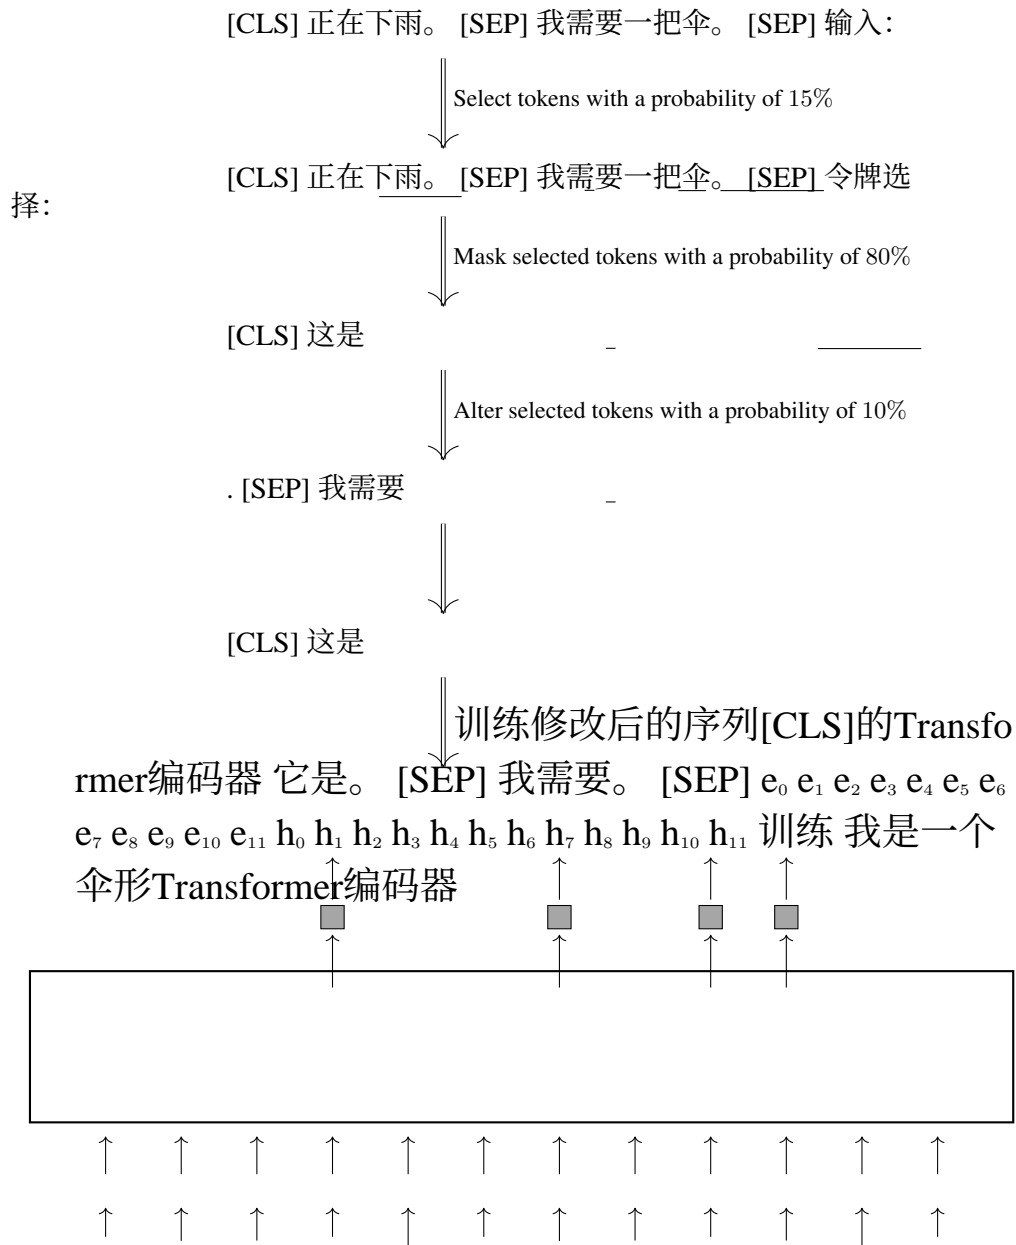 [CLS] 正在下雨。 [SEP] 我需要一把伞。 [SEP] 输入：
Select tokens with a probability of 15%
[CLS] 正在下雨。 [SEP] 我需要一把伞。 [SEP] 令牌选
择：
Mask selected tokens with a probability of 80%
[CLS] 这是
Alter selected tokens with a probability of 10%
. [SEP] 我需要
[CLS] 这是
训练修改后的序列[CLS]的Transfo
rmer编码器 它是。 [SEP] 我需要。 [SEP] e₀ e₁ e₂ e₃ e₄ e₅ e₆
e₇ e₈ e₉ e₁₀ e₁₁ h₀ h₁ h₂ h₃ h₄ h₅ h₆ h₇ h₈ h₉ h₁₀ h₁₁ 训练 我是一个
伞形Transformer编码器